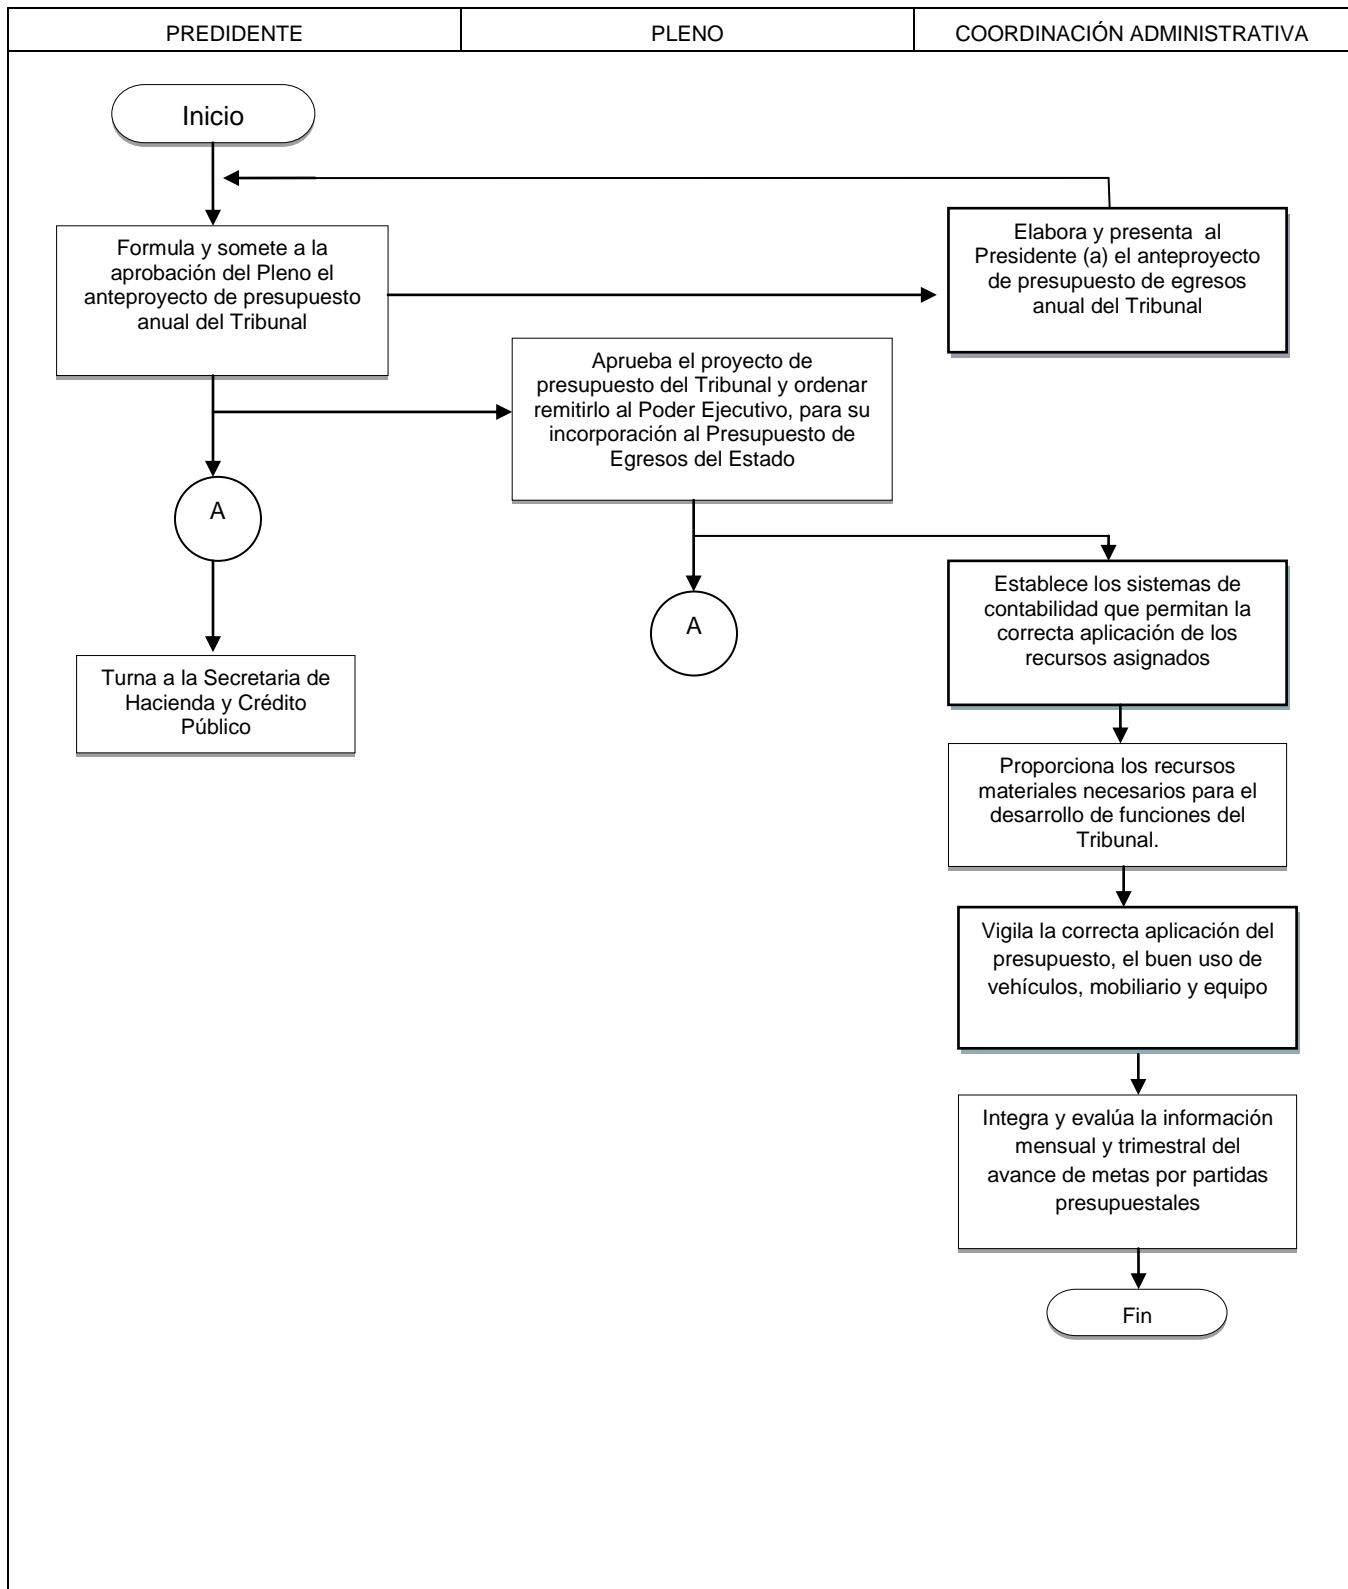 PREDIDENTE
PLENO
COORDINACIÓN ADMINISTRATIVA
Inicio
Formula y somete a la
aprobación del Pleno el
anteproyecto de presupuesto
anual del Tribunal
Elabora y presenta  al
Presidente (a) el anteproyecto
de presupuesto de egresos
anual del Tribunal
Aprueba el proyecto de
presupuesto del Tribunal y ordenar
remitirlo al Poder Ejecutivo, para su
incorporación al Presupuesto de
Egresos del Estado
A
A
Turna a la Secretaria de
Hacienda y Crédito
Público
Establece los sistemas de
contabilidad que permitan la
correcta aplicación de los
recursos asignados
Proporciona los recursos
materiales necesarios para el
desarrollo de funciones del
Tribunal.
Vigila la correcta aplicación del
presupuesto, el buen uso de
vehículos, mobiliario y equipo
Integra y evalúa la información
mensual y trimestral del
avance de metas por partidas
presupuestales
Fin